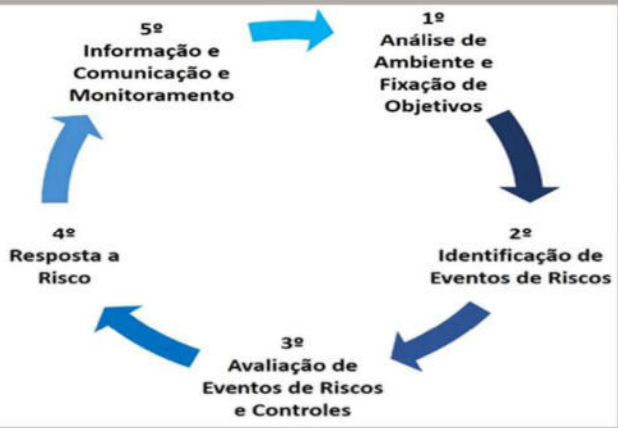 1º
Análise de
Ambiente e
Fixação de
Objetivos
2º
Identificação de
Eventos de Riscos
3º
Avaliação de
Eventos de Riscos
e Controles
4º
Resposta a
Risco
5º
Informação e
Comunicação e
Monitoramento